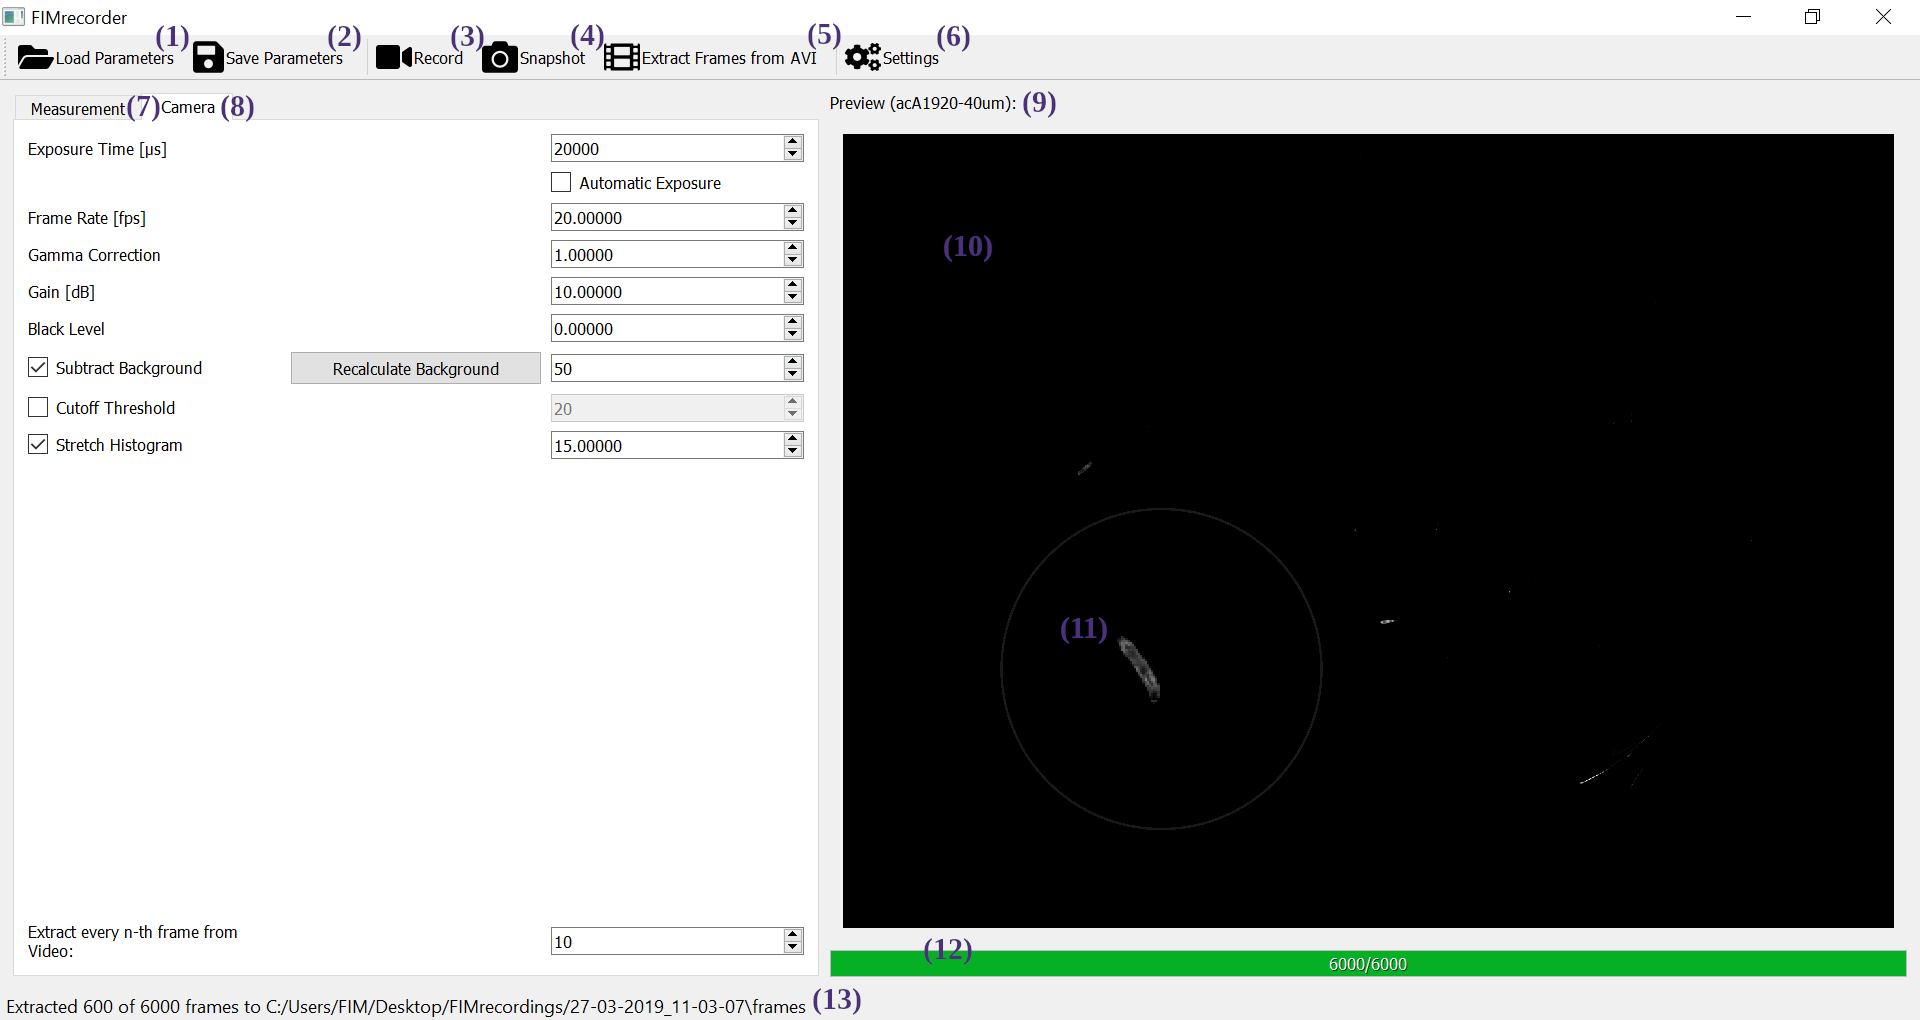 FIMrecorder
(1) (2) (3) (4) (5) (6)
Load Parameters Save Parameters Record Snapshot Extract Frames from AVI Settings
Measurement (7) Camera (8)
Preview (acA1920-40um): (9)
Exposure Time [µs] 20000
Automatic Exposure
Frame Rate [fps] 20.00000
Gamma Correction 1.00000
Gain [dB] 10.00000
Black Level 0.00000
Subtract Background Recalculate Background 50
Cutoff Threshold 20
Stretch Histogram 15.00000
Extract every n-th frame from
Video:
10
(10)
(11)
(12)
6000/6000
Extracted 600 of 6000 frames to C:/Users/FIM/Desktop/FIMrecordings/27-03-2019_11-03-07\frames (13)